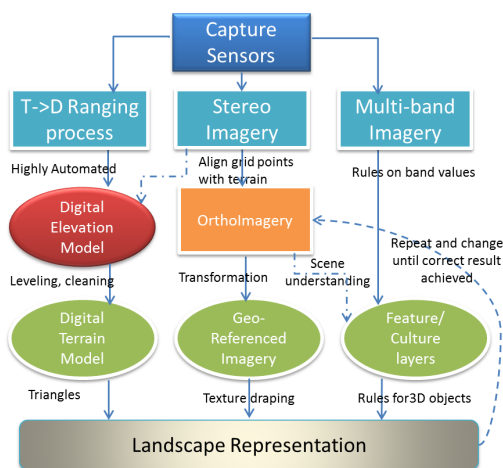 Capture
Sensors
T->D Ranging
process
Stereo
Imagery
Multi-band
Imagery
Highly Automated
Align grid points
with terrain
Rules on band values
Digital
Elevation
Model
OrthoImagery
Repeat and change
until correct result
achieved
Scene
understanding
Leveling, cleaning
Transformation
Digital
Terrain
Model
Geo-
Referenced
Imagery
Feature/
Culture
layers
Triangles
Texture draping
Rules for3D objects
Landscape Representation